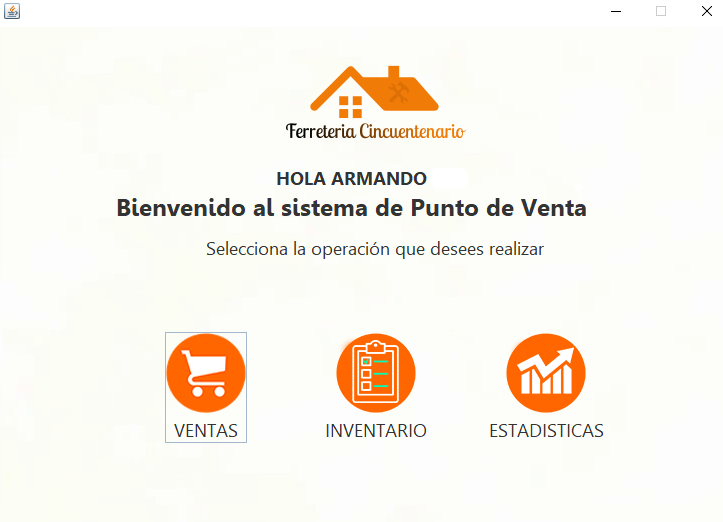 Ferreteria Cincuentenario
HOLA ARMANDO
Bienvenido al sistema de Punto de Venta
Selecciona la operación que desees realizar
VENTAS
INVENTARIO
ESTADISTICAS